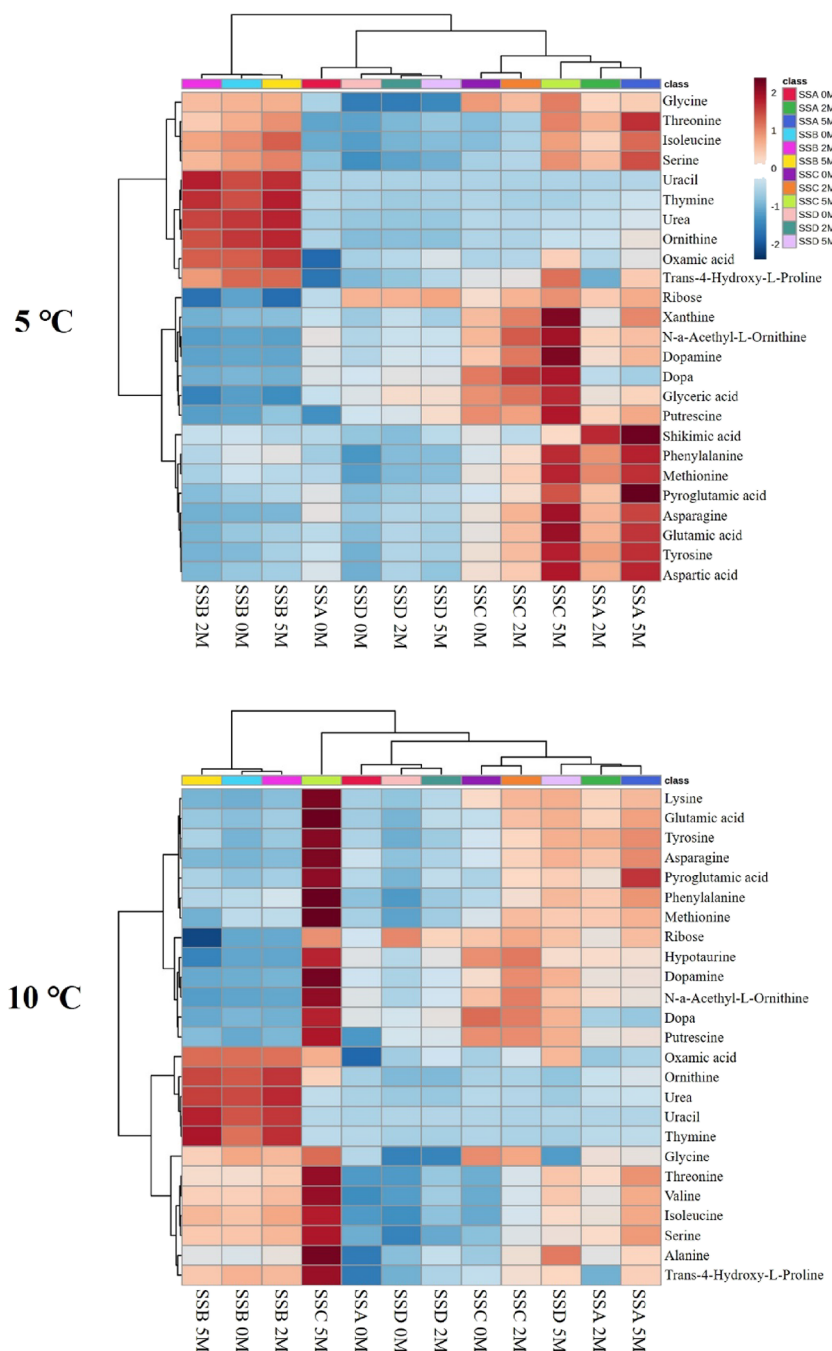 5 °C
class
Glycine
Threonine
Isoleucine
Serine
Uracil
Thymine
Urea
Ornithine
Oxamic acid
Trans-4-Hydroxy-L-Proline
Ribose
Xanthine
N-a-Acethyl-L-Ornithine
Dopamine
Dopa
Glyceric acid
Putrescine
Shikimic acid
Phenylalanine
Methionine
Pyroglutamic acid
Asparagine
Glutamic acid
Tyrosine
Aspartic acid
2
1
0
-1
-2
class
SSA 0M
SSA 2M
SSA 5M
SSB 0M
SSB 2M
SSB 5M
SSC 0M
SSC 2M
SSC 5M
SSD 0M
SSD 2M
SSD 5M
SSB 2M
SSB 0M
SSB 5M
SSA 0M
SSD 0M
SSD 2M
SSD 5M
SSC 0M
SSC 2M
SSC 5M
SSA 2M
SSA 5M
10 °C
class
Lysine
Glutamic acid
Tyrosine
Asparagine
Pyroglutamic acid
Phenylalanine
Methionine
Ribose
Hypotaurine
Dopamine
N-a-Acethyl-L-Ornithine
Dopa
Putrescine
Oxamic acid
Ornithine
Urea
Uracil
Thymine
Glycine
Threonine
Valine
Isoleucine
Serine
Alanine
Trans-4-Hydroxy-L-Proline
SSB 5M
SSB 0M
SSB 2M
SSC 5M
SSA 0M
SSD 0M
SSD 2M
SSC 0M
SSC 2M
SSD 5M
SSA 2M
SSA 5M